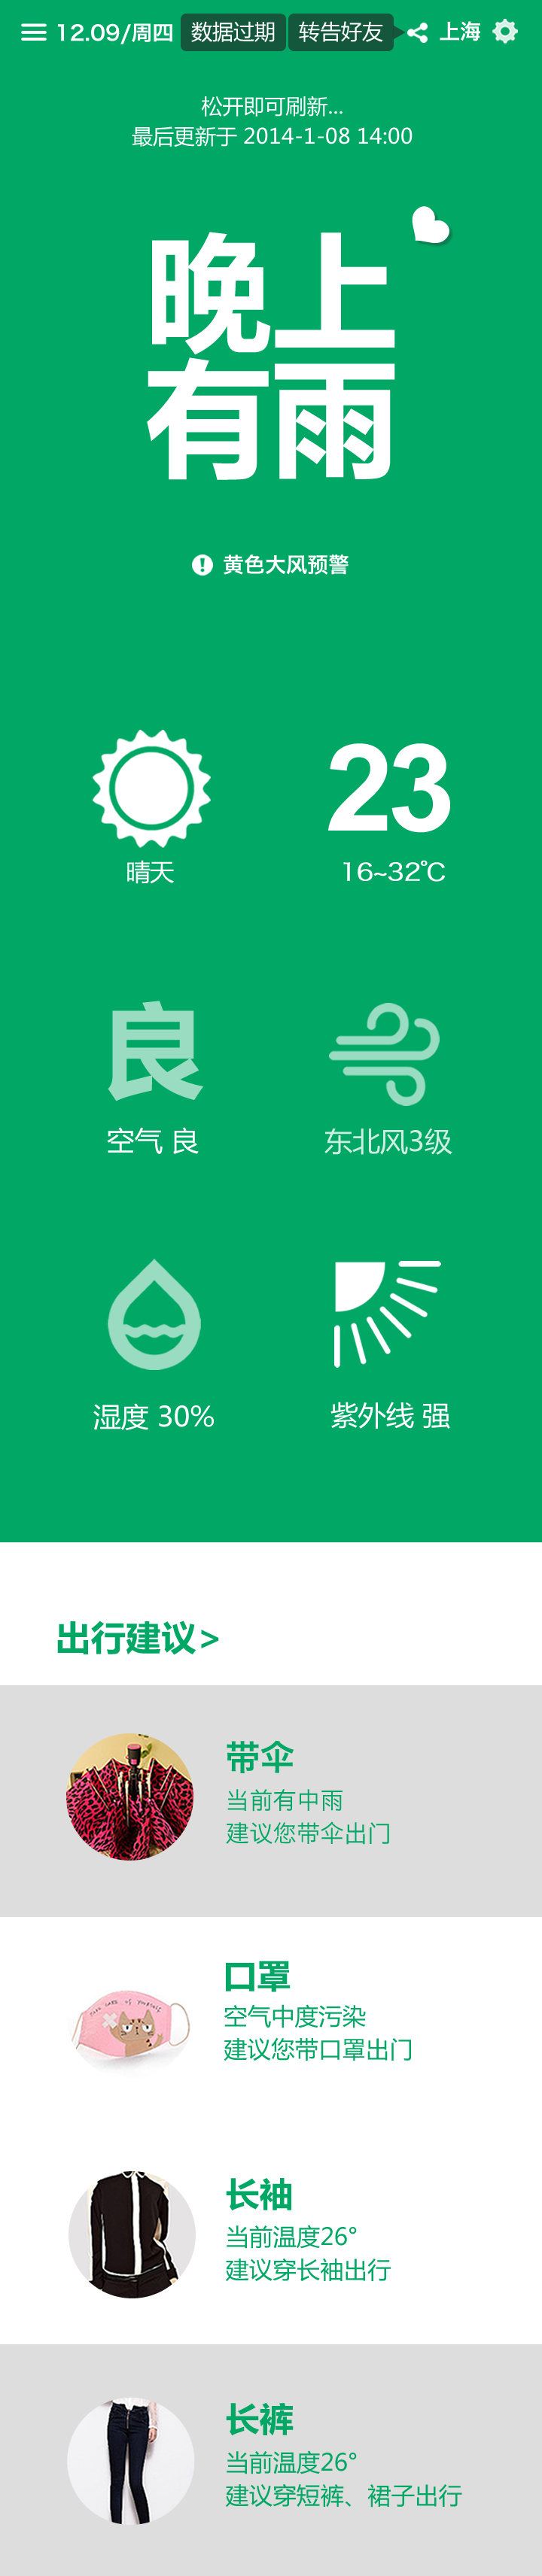 12.09/周四 数据过期 转告好友 上海
松开即可刷新...
最后更新于 2014-1-08 14:00
晚上
有雨
黄色大风预警
23
晴天 16~32℃
良
空气 良 东北风3级
湿度 30% 紫外线 强
出行建议>
带伞
当前有中雨
建议您带伞出门
口罩
空气中度污染
建议您带口罩出门
take care of yourself
长袖
当前温度26°
建议穿长袖出行
长裤
当前温度26°
建议穿短裤、裙子出行